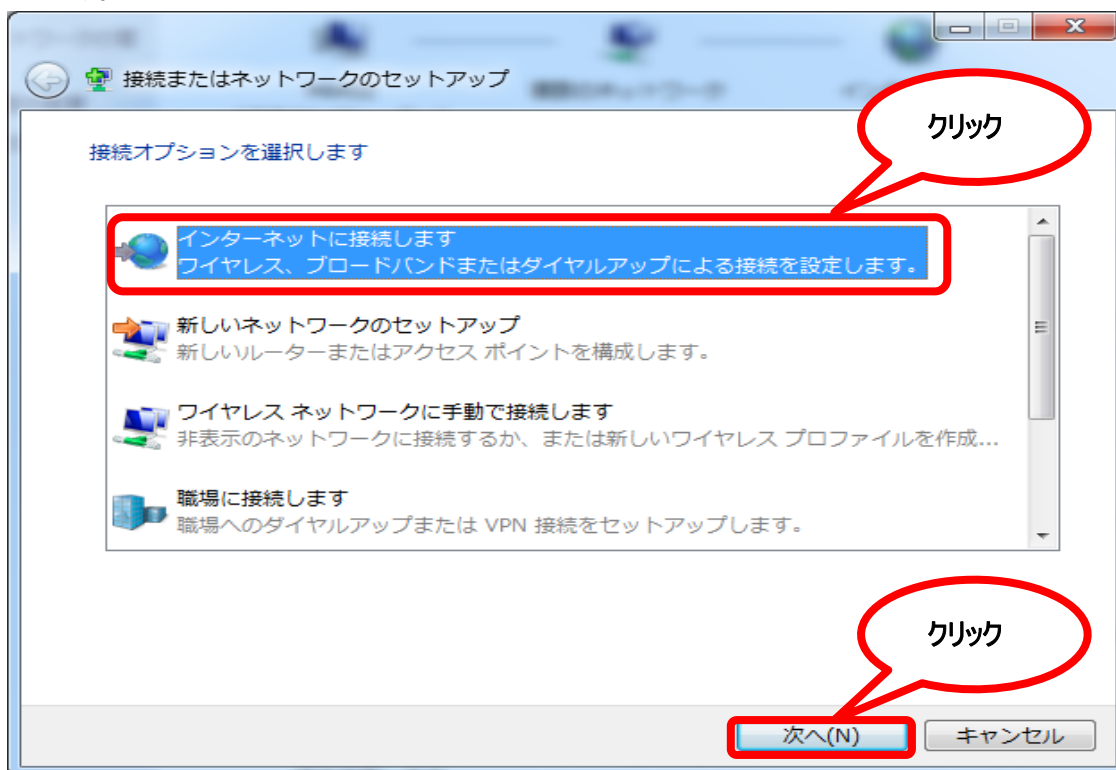 接続またはネットワークのセットアップ
クリック
接続オプションを選択します
インターネットに接続します
ワイヤレス、ブロードバンドまたはダイヤルアップによる接続を設定します。
新しいネットワークのセットアップ
新しいルーターまたはアクセス ポイントを構成します。
ワイヤレス ネットワークに手動で接続します
非表示のネットワークに接続するか、または新しいワイヤレス プロファイルを作成...
職場に接続します
職場へのダイヤルアップまたは VPN 接続をセットアップします。
クリック
次へ(N)
キャンセル